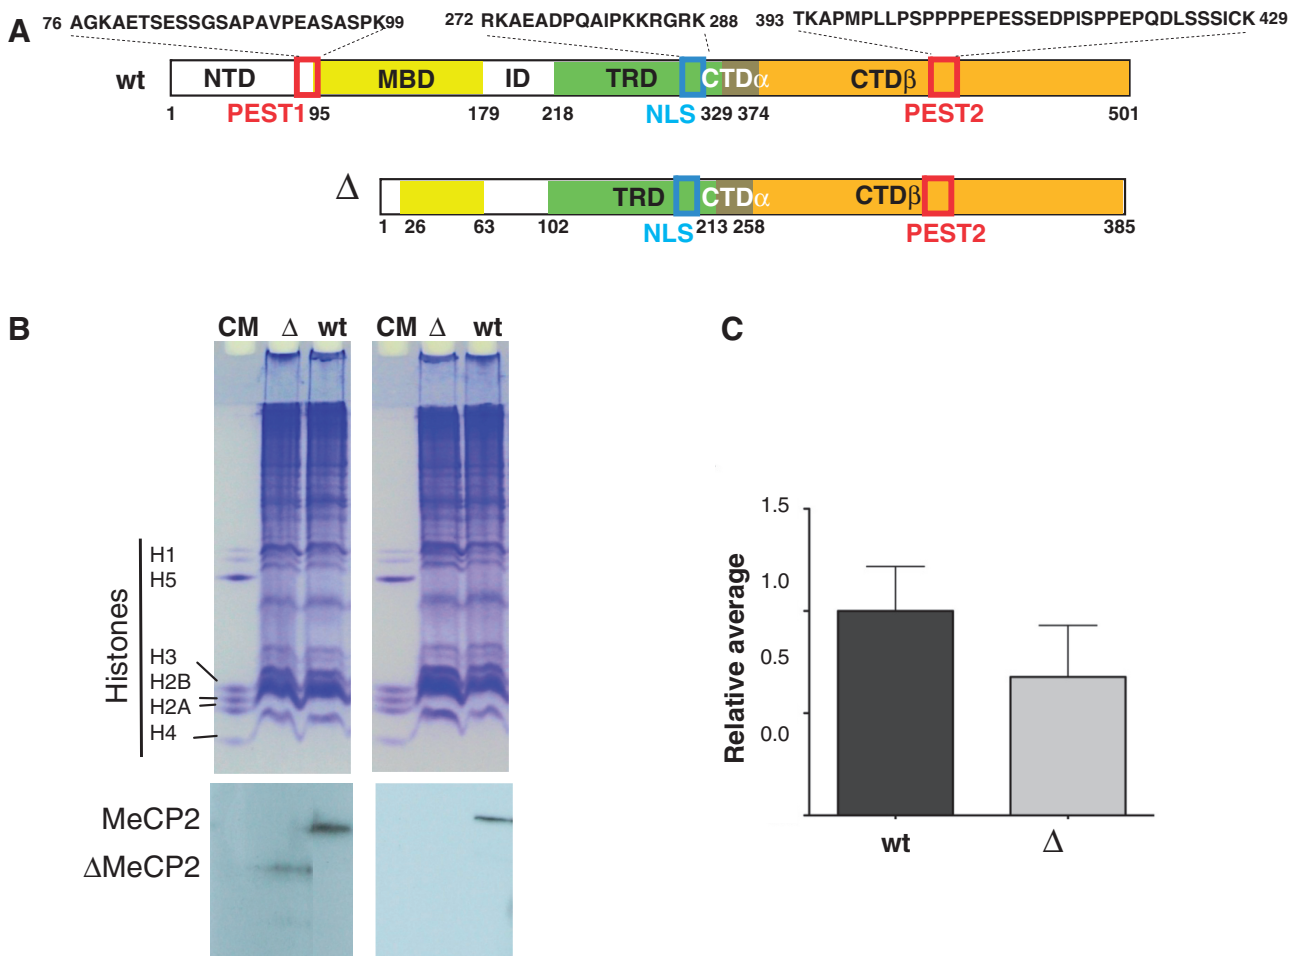 A
76 AGKAETSESSGSAPAVPEASASPK99
272 RKAEADPQAIPKKRGRK 288
393 TKAPMPLLPSPPPPEPESSEDPISPPEPQDLSSSICK 429
wt NTD MBD ID TRD CTDα CTDβ
1 PEST1 95 179 218 NLS 329 374 PEST2 501
Δ TRD CTDα CTDβ
1 26 63 102 NLS 213 258 PEST2 385
B
CM Δ wt CM Δ wt
Histones
H1
H5
H3
H2B
H2A
H4
MeCP2
ΔMeCP2
C
Relative average
1.5
1.0
0.5
0.0
wt Δ